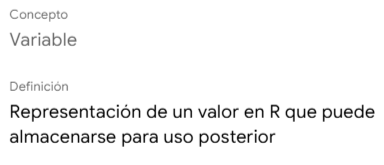 Concepto
Variable
Definición
Representación de un valor en R que puede
almacenarse para uso posterior